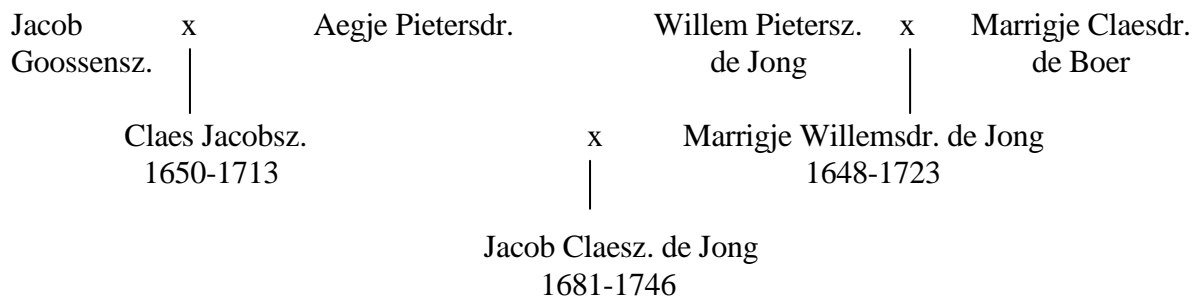 Jacob x Aegje Pietersdr. Willem Pietersz. x Marrigje Claesdr.
Goossensz. de Jong de Boer
Claes Jacobsz. x Marrigje Willemsdr. de Jong
1650-1713 1648-1723
Jacob Claesz. de Jong
1681-1746